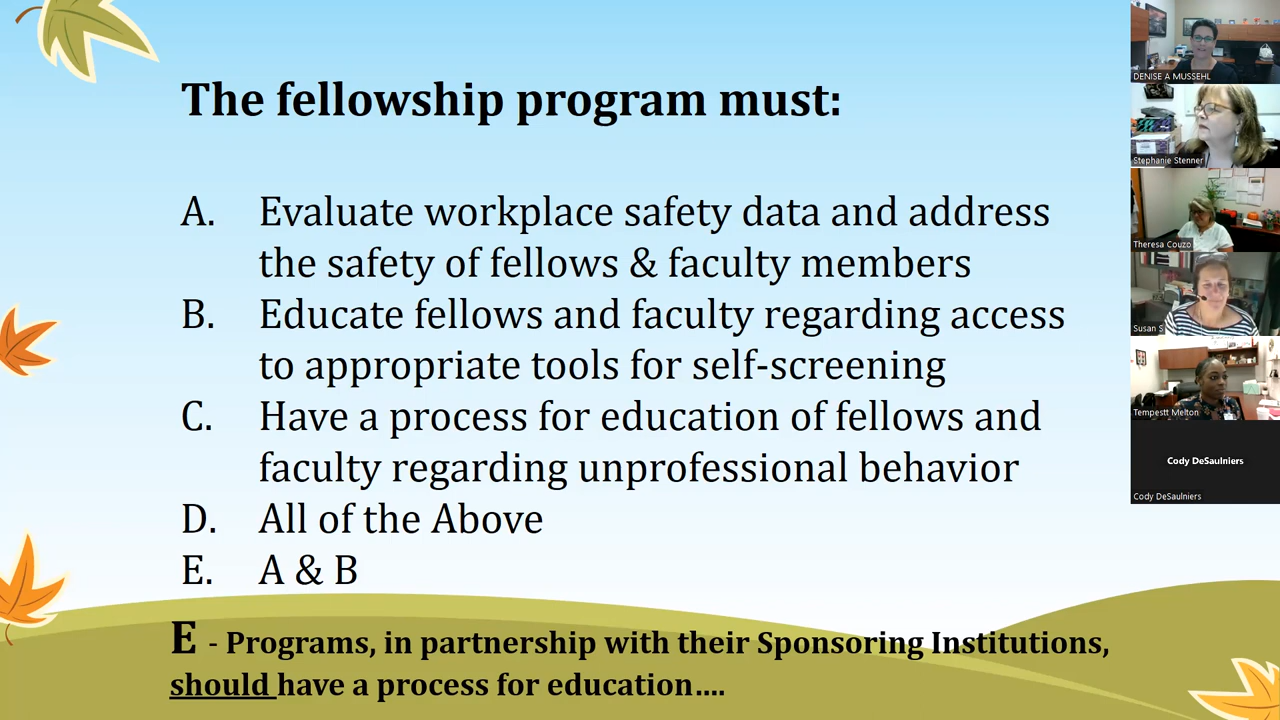 The fellowship program must:
A. Evaluate workplace safety data and address
the safety of fellows & faculty members
B. Educate fellows and faculty regarding access
to appropriate tools for self-screening
C. Have a process for education of fellows and
faculty regarding unprofessional behavior
D. All of the Above
E. A & B
E - Programs, in partnership with their Sponsoring Institutions,
should have a process for education....
DENISE A MUSSEHL
Stephanie Stenner
Theresa Couzo
Susan S
Tempestt Melton
Cody DeSaulniers
Cody DeSaulniers